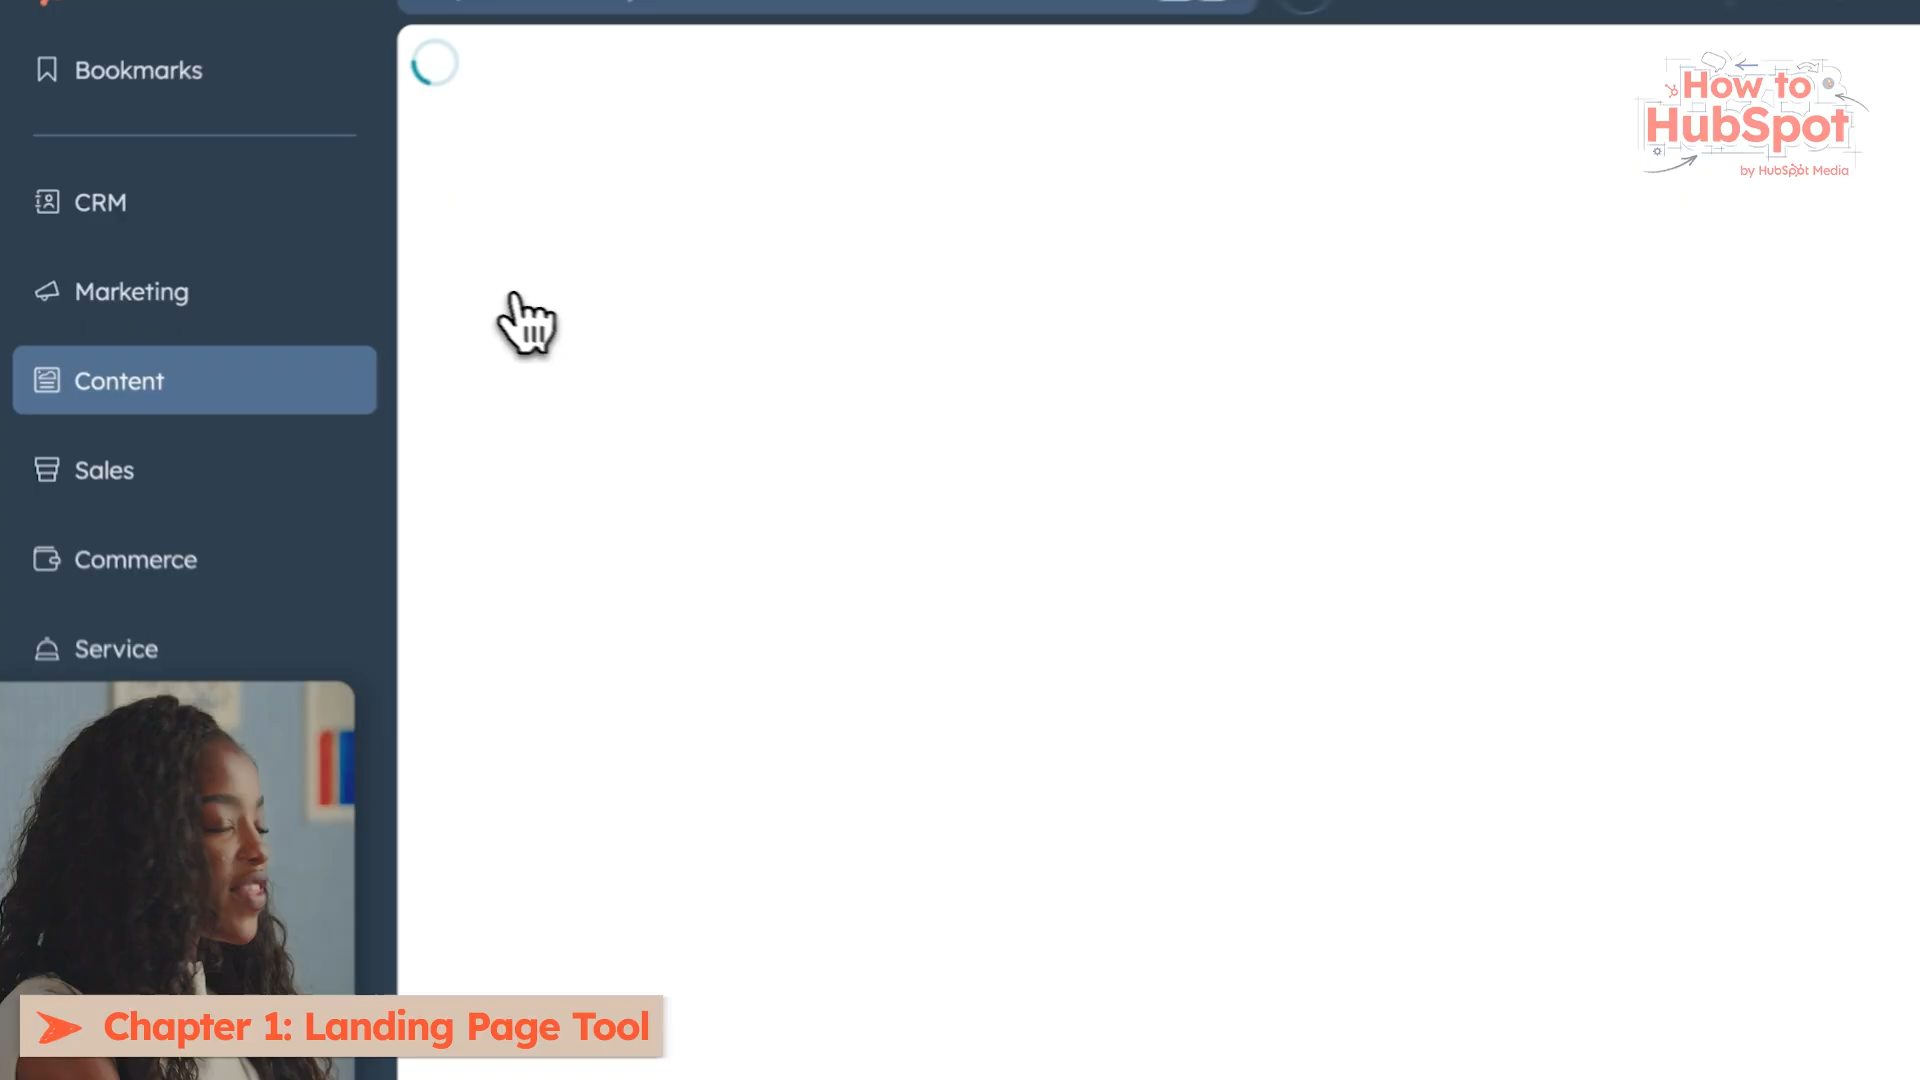 Bookmarks
CRM
Marketing
Content
Sales
Commerce
Service
How to
HubSpot
by HubSpot Media
Chapter 1: Landing Page Tool